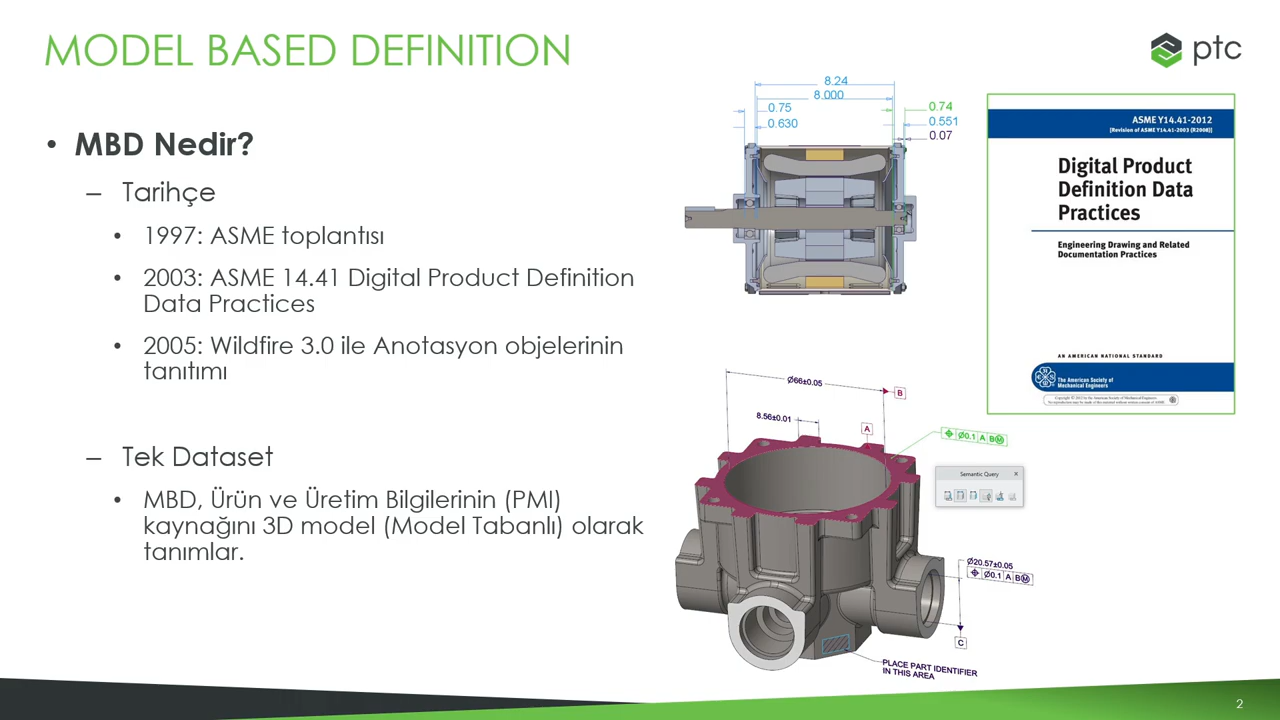 MODEL BASED DEFINITION
ptc
• MBD Nedir?
– Tarihçe
• 1997: ASME toplantısı
• 2003: ASME 14.41 Digital Product Definition
Data Practices
• 2005: Wildfire 3.0 ile Anotasyon objelerinin
tanıtımı
– Tek Dataset
• MBD, Ürün ve Üretim Bilgilerinin (PMI)
kaynağını 3D model (Model Tabanlı) olarak
tanımlar.
8.24
8.000
0.75
0.630
0.74
0.551
0.07
ASME Y14.41-2012
[Revision of ASME Y14.41-2003 (R2008)]
Digital Product
Definition Data
Practices
Engineering Drawing and Related
Documentation Practices
AN AMERICAN NATIONAL STANDARD
The American Society of
Mechanical Engineers
Ø66±0.05
B
8.56±0.01
A
⌖ Ø0.1 A BⓂ
Semantic Query
Ø20.57±0.05
⌖ Ø0.1 A BⓂ
C
PLACE PART IDENTIFIER
IN THIS AREA
2